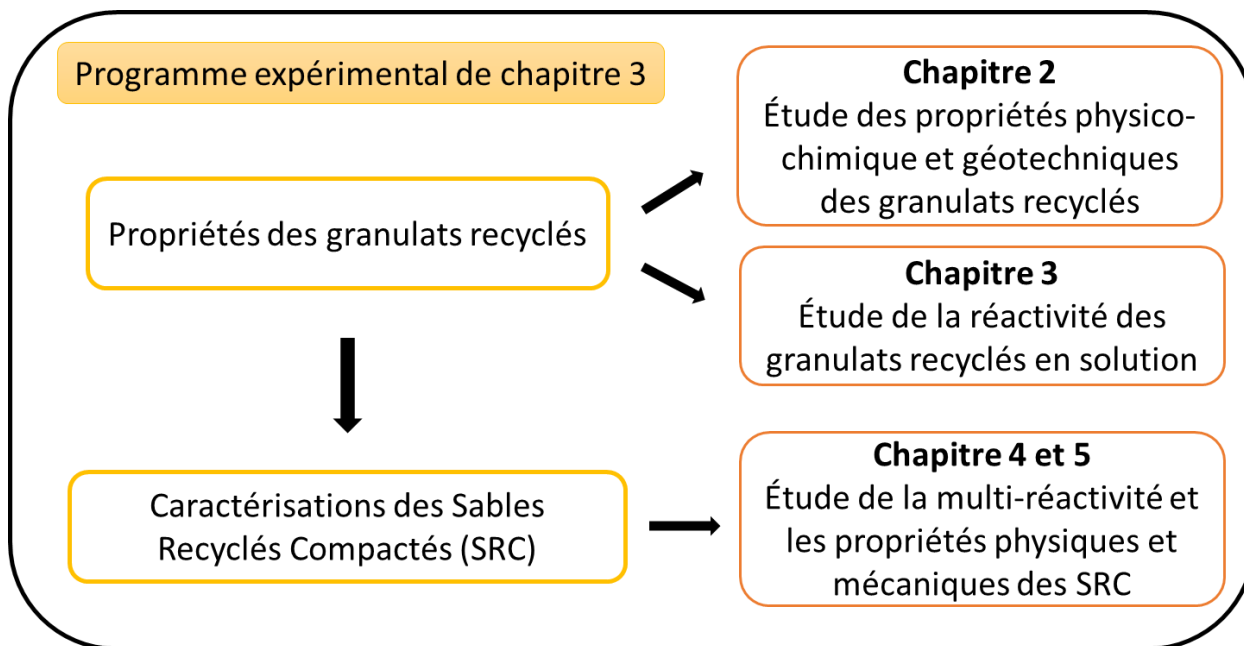 Programme expérimental de chapitre 3
Propriétés des granulats recyclés
Chapitre 2
Étude des propriétés physico-
chimique et géotechniques
des granulats recyclés
Chapitre 3
Étude de la réactivité des
granulats recyclés en solution
Caractérisations des Sables
Recyclés Compactés (SRC)
Chapitre 4 et 5
Étude de la multi-réactivité et
les propriétés physiques et
mécaniques des SRC